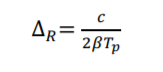 Δ_R = c / (2βT_p)